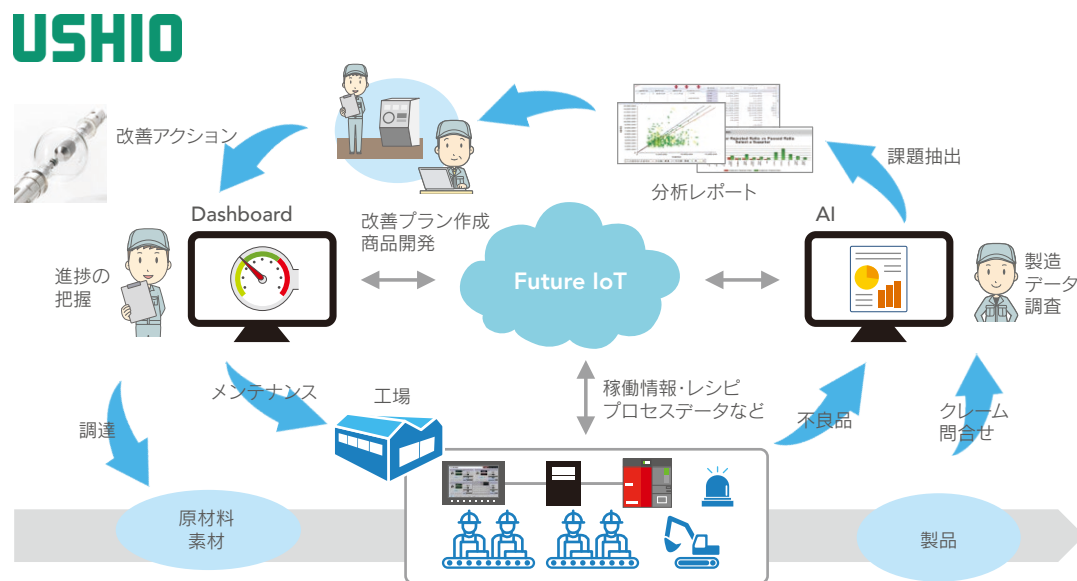 USHIO
改善アクション
分析レポート
課題抽出
Dashboard
改善プラン作成
商品開発
AI
進捗の
把握
Future IoT
製造
データ
調査
メンテナンス
工場
稼働情報・レシピ
プロセスデータなど
不良品
クレーム
問合せ
調達
原材料
素材
製品